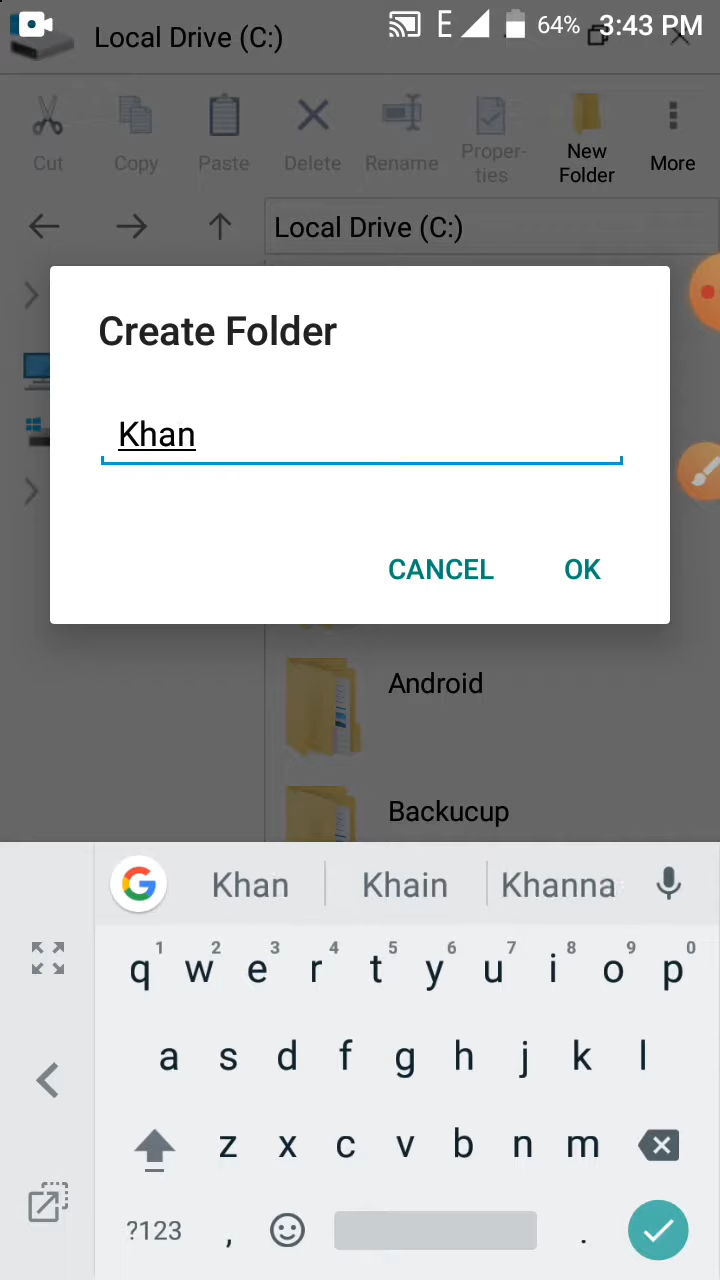 Local Drive (C:)
E 64% 3:43 PM
Cut Copy Paste Delete Rename Proper-
ties New
Folder More
Local Drive (C:)
Create Folder
Khan
CANCEL OK
Android
Backucup
Khan Khain Khanna
1 2 3 4 5 6 7 8 9 0
q w e r t y u i o p
a s d f g h j k l
z x c v b n m
?123 , .